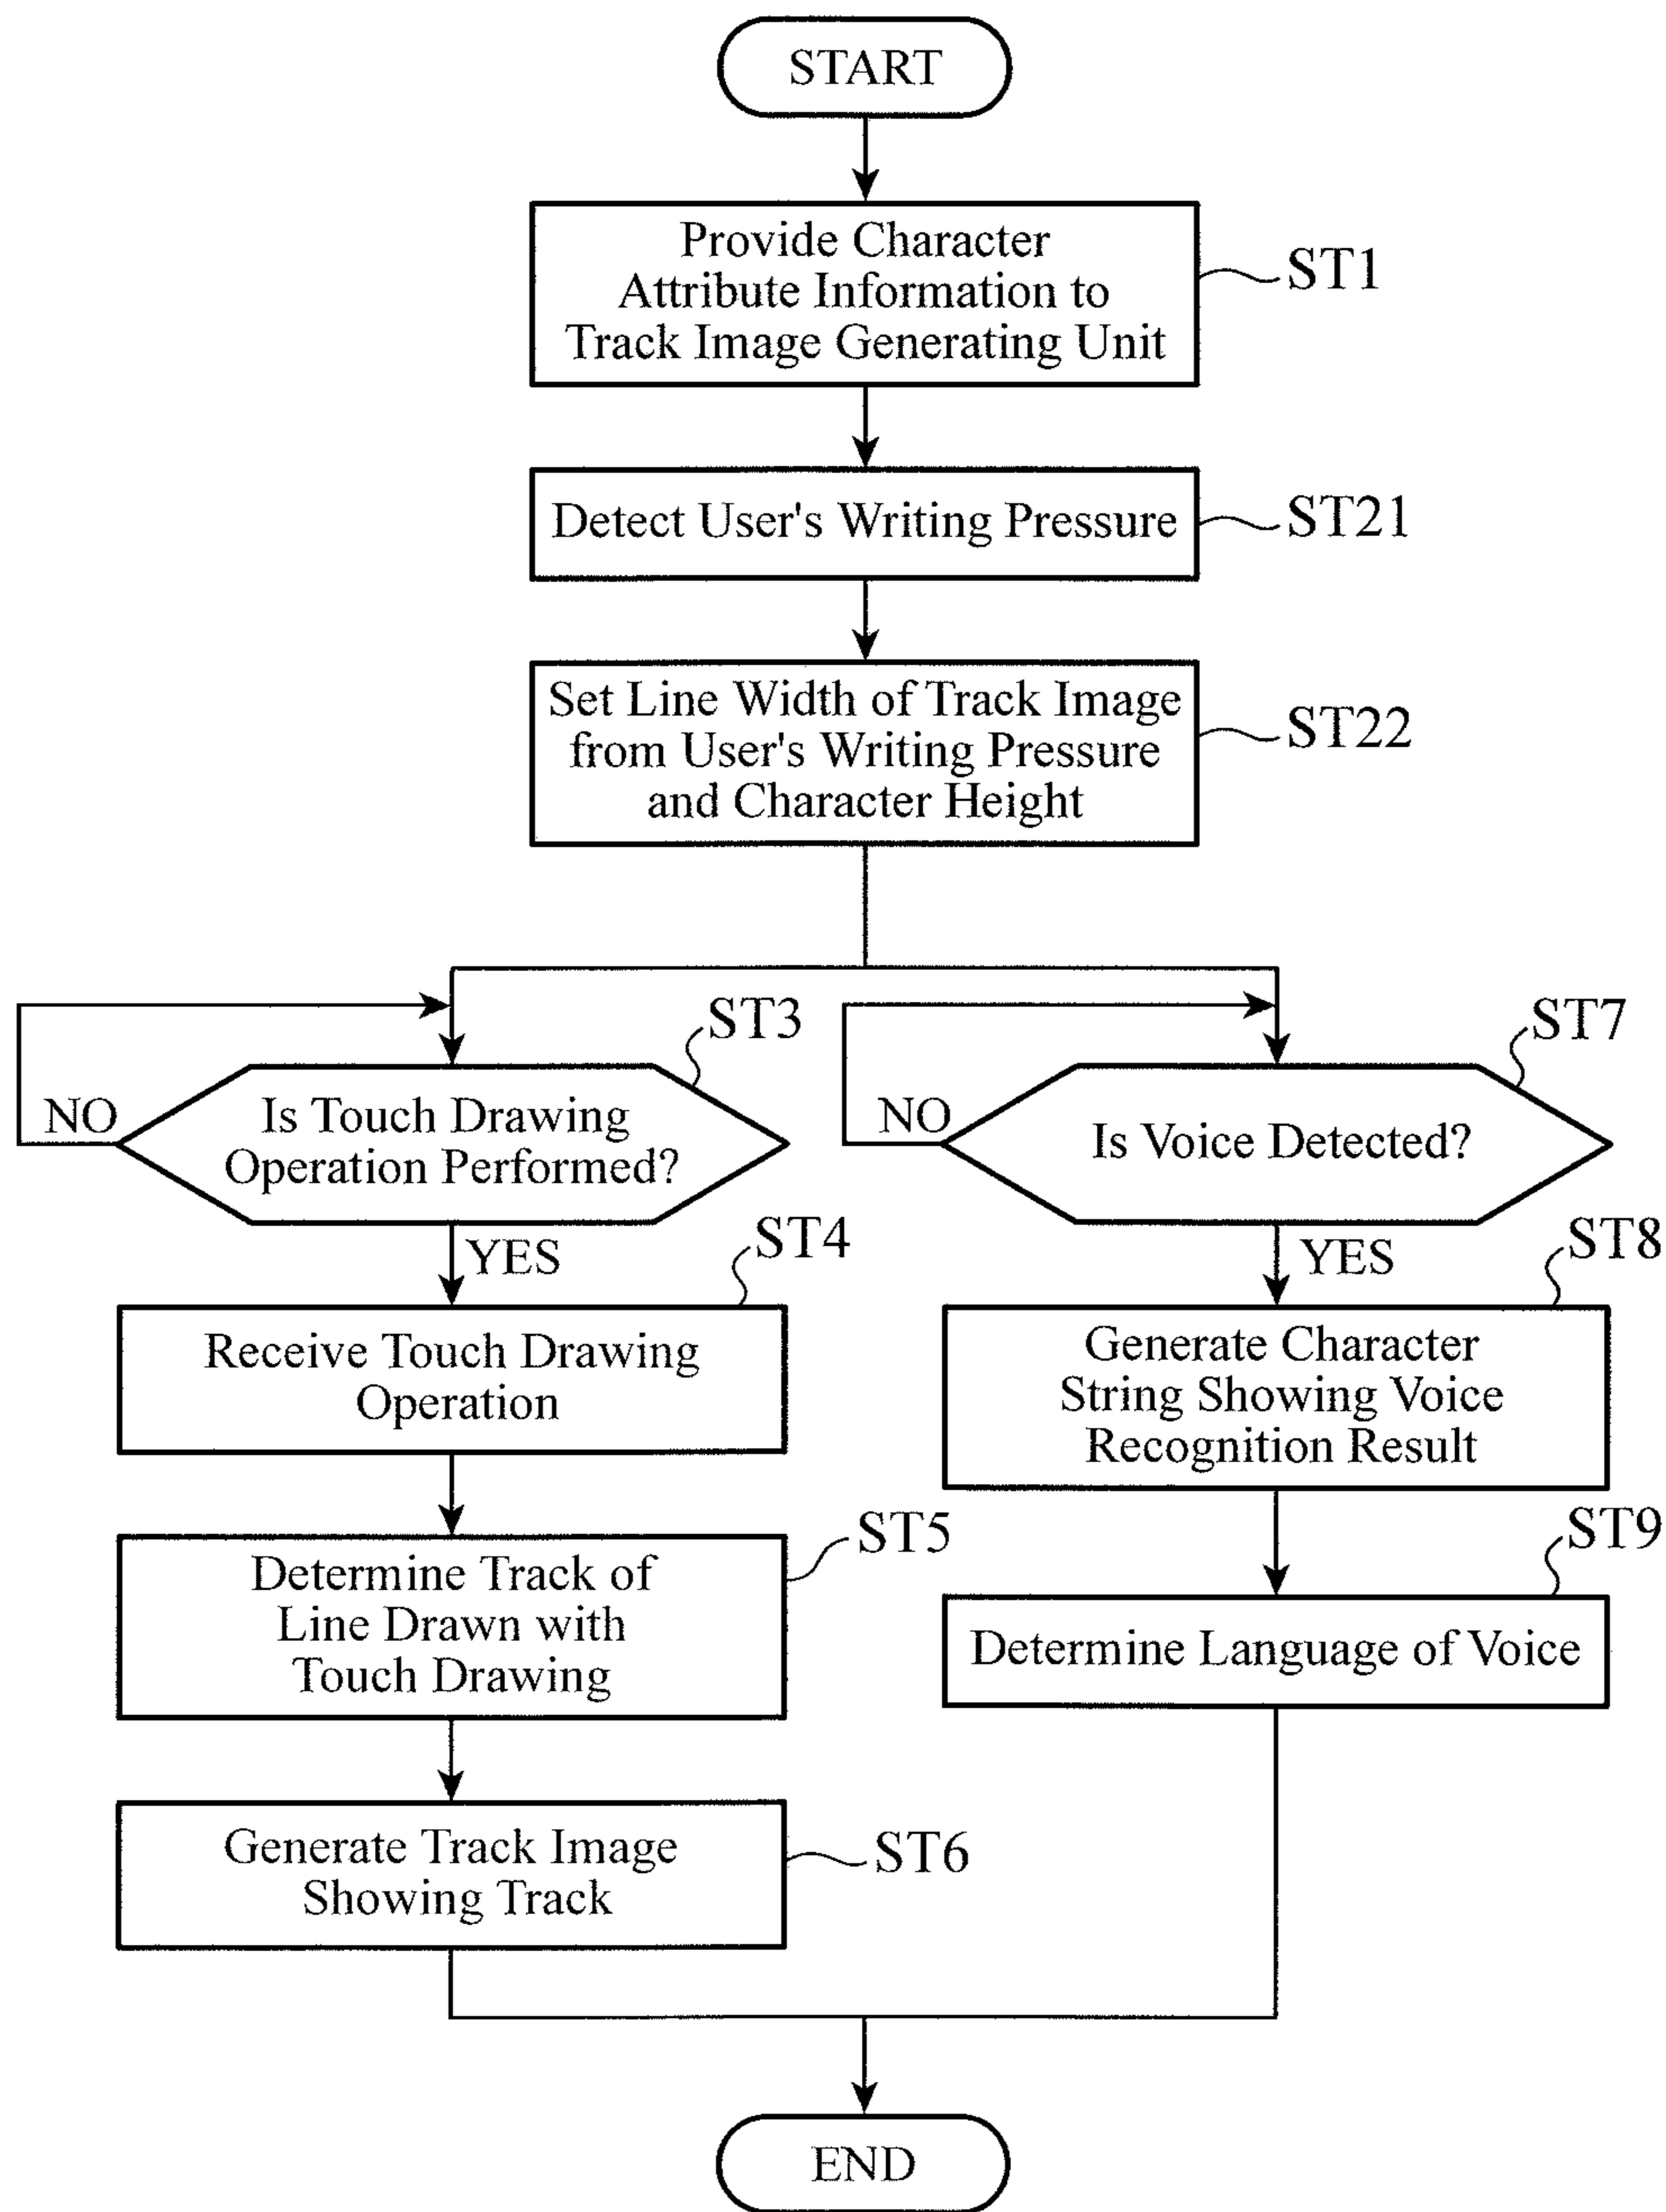 START
Provide Character
Attribute Information to
Track Image Generating Unit
ST1
Detect User's Writing Pressure
ST21
Set Line Width of Track Image
from User's Writing Pressure
and Character Height
ST22
ST3
Is Touch Drawing
Operation Performed?
NO
YES
ST4
Receive Touch Drawing
Operation
ST5
Determine Track of
Line Drawn with
Touch Drawing
Generate Track Image
Showing Track
ST6
ST7
Is Voice Detected?
NO
YES
ST8
Generate Character
String Showing Voice
Recognition Result
ST9
Determine Language of Voice
END